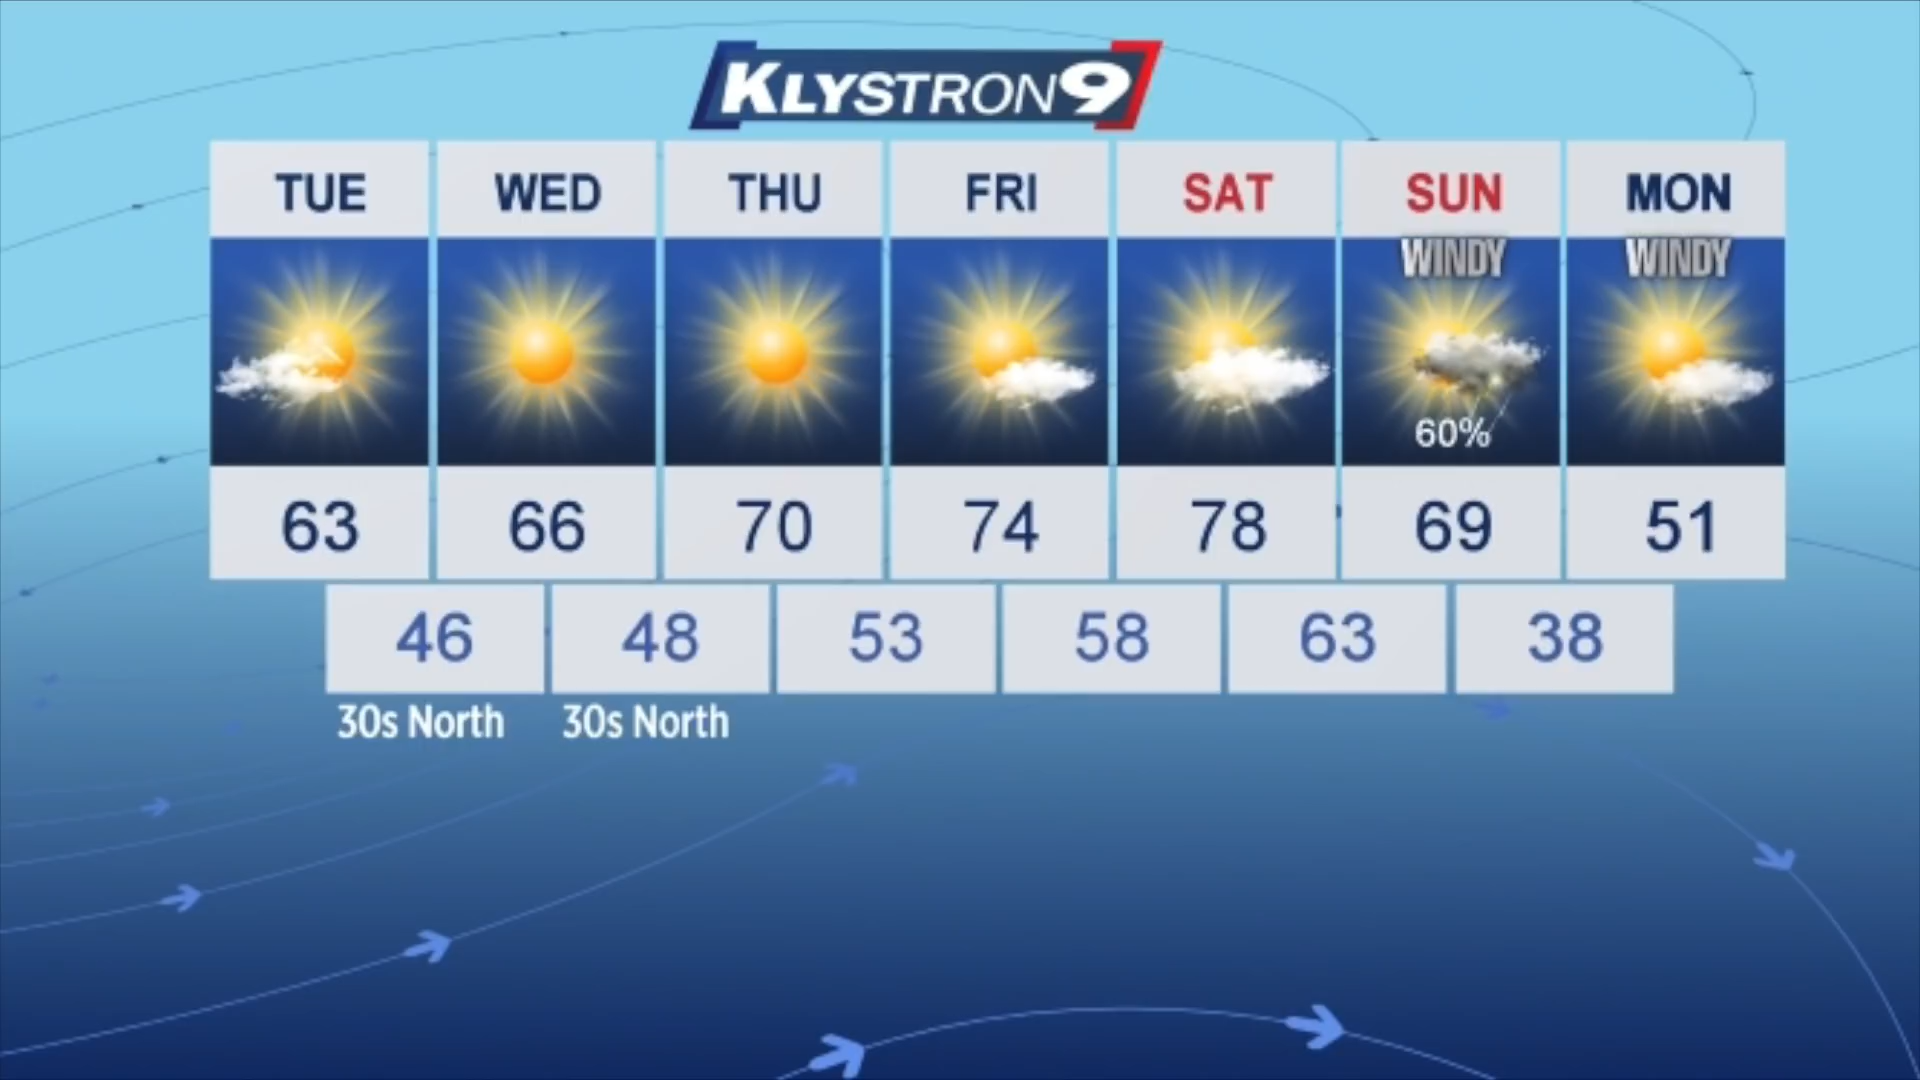 KLYSTRON9
TUE WED THU FRI SAT SUN MON
WINDY WINDY
60%
63 66 70 74 78 69 51
46 48 53 58 63 38
30s North 30s North